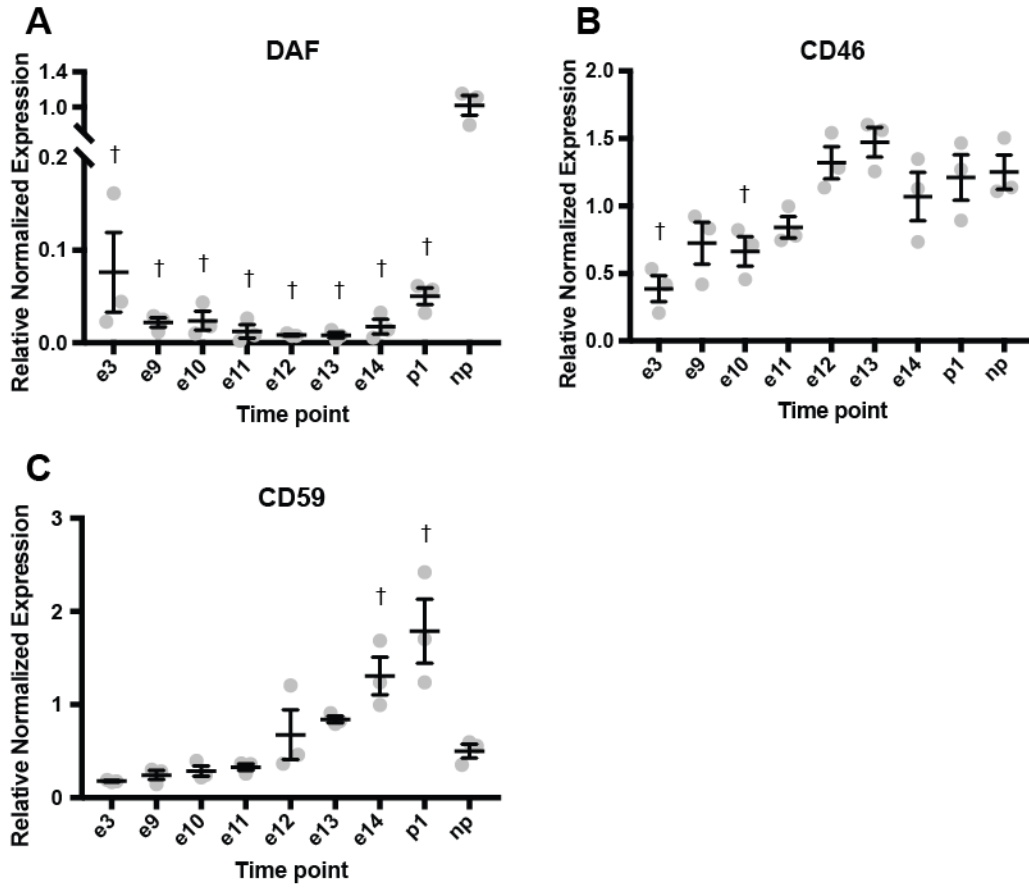 A
DAF
Relative Normalized Expression
1.4
1.0
0.2
0.1
0.0
†
† † † † † † †
e3 e9 e10 e11 e12 e13 e14 p1 np
Time point
B
CD46
Relative Normalized Expression
2.0
1.5
1.0
0.5
0.0
† †
e3 e9 e10 e11 e12 e13 e14 p1 np
Time point
C
CD59
Relative Normalized Expression
3
2
1
0
† †
e3 e9 e10 e11 e12 e13 e14 p1 np
Time point